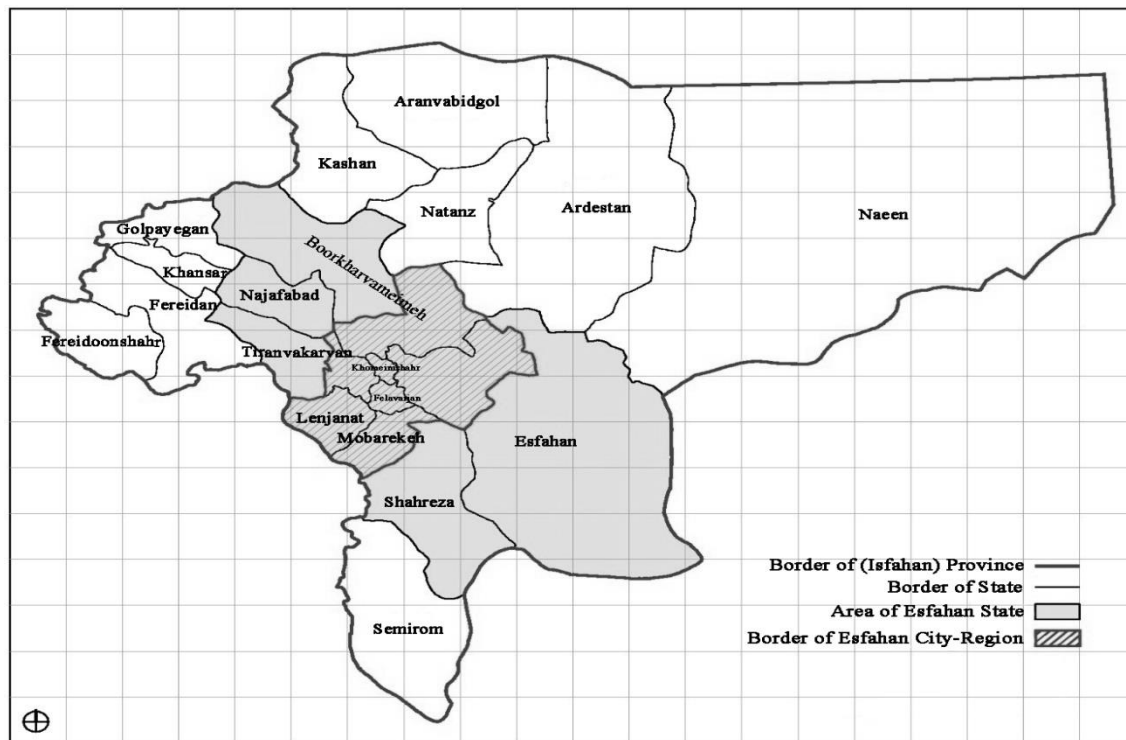 Aranvabidgol
Kashan
Natanz
Ardestan
Naeen
Golpayegan
Boorkharvameimeh
Khansar
Najafabad
Fereidan
Fereidoonshahr
Tiranvakaryan
Khomeinishahr
Felavarjan
Lenjanat
Mobarekeh
Esfahan
Shahreza
Semirom
Border of (Isfahan) Province
Border of State
Area of Esfahan State
Border of Esfahan City-Region